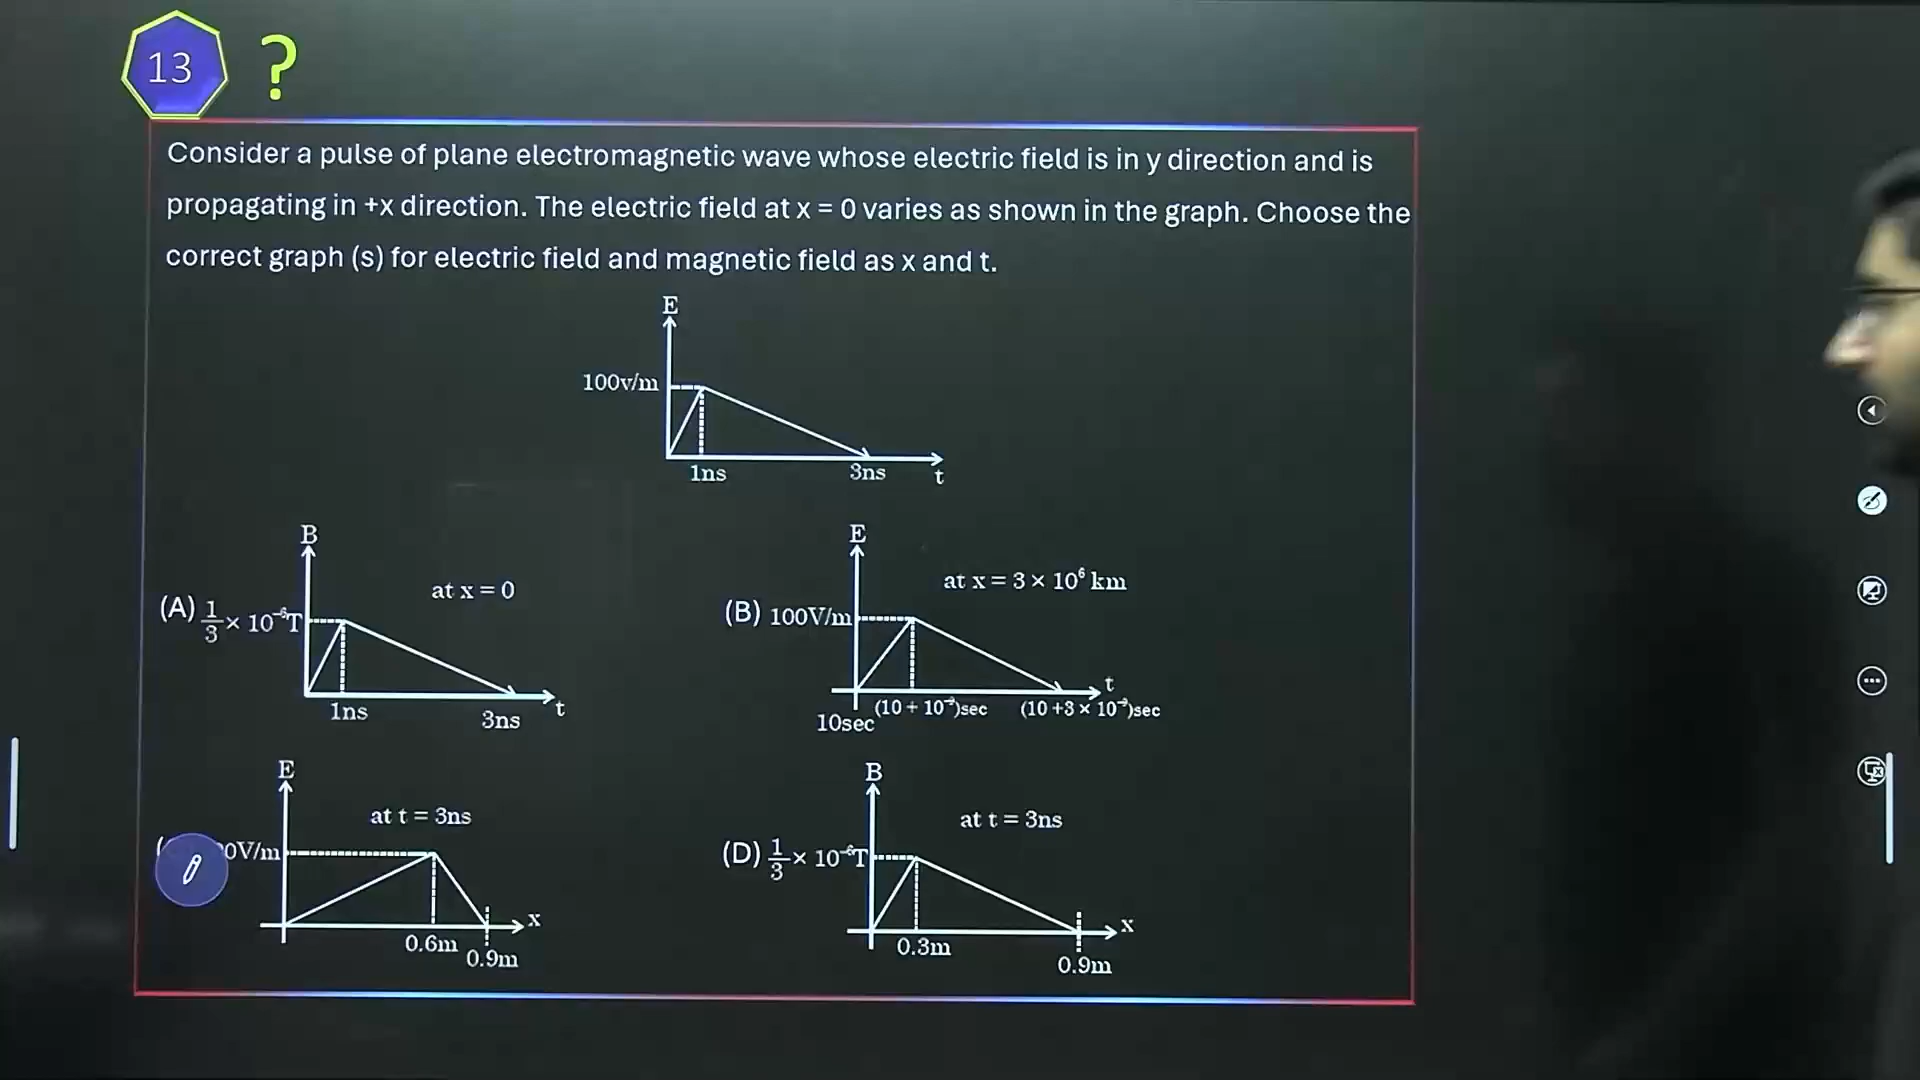 13 ?
Consider a pulse of plane electromagnetic wave whose electric field is in y direction and is
propagating in +x direction. The electric field at x = 0 varies as shown in the graph. Choose the
correct graph (s) for electric field and magnetic field as x and t.
E
100v/m
1ns 3ns t
B
at x = 0
(A) 1/3 × 10⁻⁶T
1ns 3ns t
E
at x = 3 × 10⁶ km
(B) 100V/m
t
10sec (10 + 10⁻⁹)sec (10 +3 × 10⁻⁹)sec
E
at t = 3ns
0V/m
0.6m 0.9m x
B
at t = 3ns
(D) 1/3 × 10⁻⁶T
0.3m 0.9m x